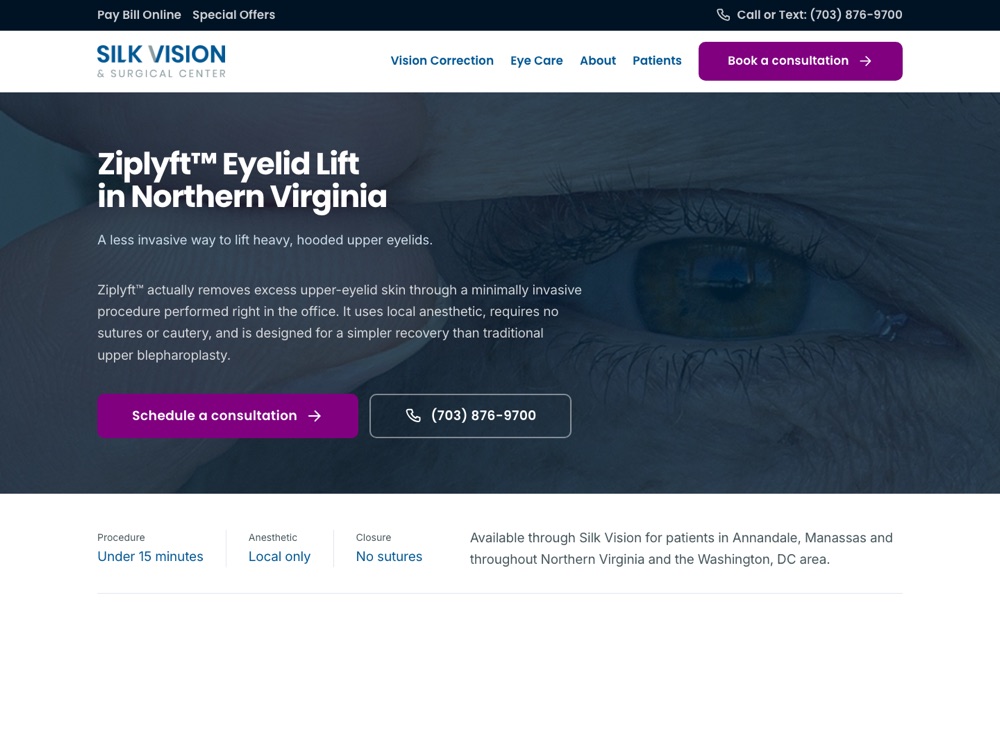 Pay Bill Online Special Offers Call or Text: (703) 876-9700
SILK VISION
& SURGICAL CENTER
Vision Correction Eye Care About Patients Book a consultation
Ziplyft™ Eyelid Lift
in Northern Virginia
A less invasive way to lift heavy, hooded upper eyelids.
Ziplyft™ actually removes excess upper-eyelid skin through a minimally invasive
procedure performed right in the office. It uses local anesthetic, requires no
sutures or cautery, and is designed for a simpler recovery than traditional
upper blepharoplasty.
Schedule a consultation (703) 876-9700
Procedure Anesthetic Closure
Under 15 minutes Local only No sutures
Available through Silk Vision for patients in Annandale, Manassas and
throughout Northern Virginia and the Washington, DC area.